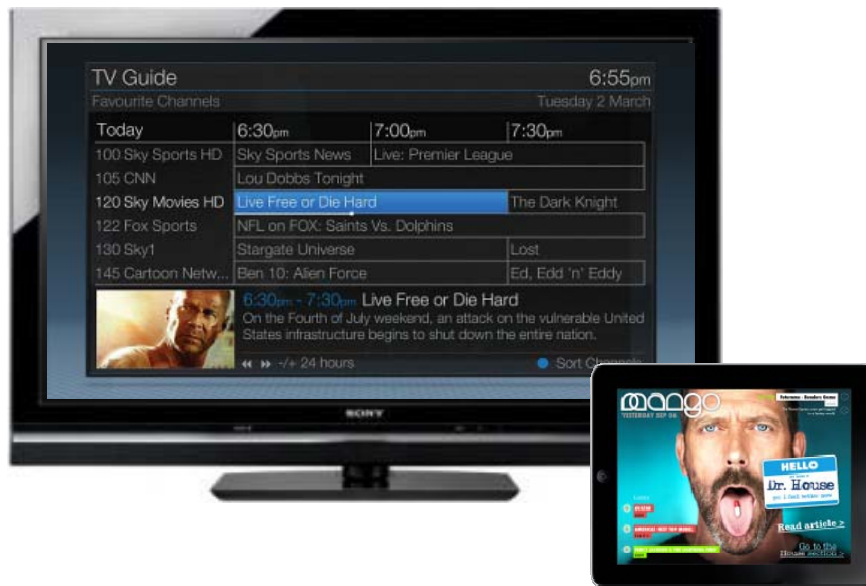 TV Guide 6:55pm
Favourite Channels Tuesday 2 March
Today 6:30pm 7:00pm 7:30pm
100 Sky Sports HD Sky Sports News Live: Premier League
105 CNN Lou Dobbs Tonight
120 Sky Movies HD Live Free or Die Hard The Dark Knight
122 Fox Sports NFL on FOX: Saints Vs. Dolphins
130 Sky1 Stargate Universe Lost
145 Cartoon Netw... Ben 10: Alien Force Ed, Edd 'n' Eddy
6:30pm - 7:30pm Live Free or Die Hard
On the Fourth of July weekend, an attack on the vulnerable United
States infrastructure begins to shut down the entire nation.
-/+ 24 hours Sort Channels
SONY
mango
YESTERDAY SEP 06
HELLO
Dr. House
Read article >
Go to the
House section >